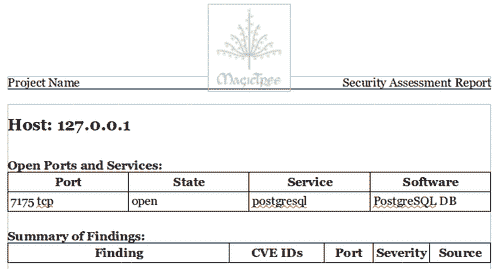 MagicTree
Project Name Security Assessment Report
Host: 127.0.0.1
Open Ports and Services:
Port State Service Software
7175 tcp open postgresql PostgreSQL DB
Summary of Findings:
Finding CVE IDs Port Severity Source